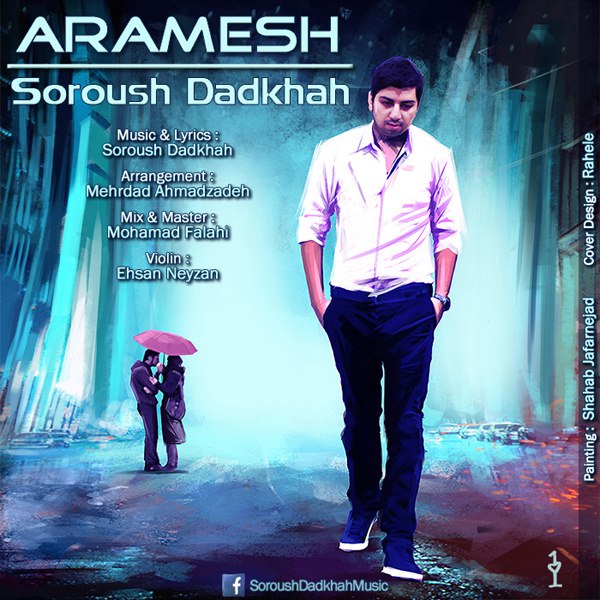 ARAMESH
Soroush Dadkhah
Music & Lyrics :
Soroush Dadkhah
Arrangement :
Mehrdad Ahmadzadeh
Mix & Master :
Mohamad Falahi
Violin :
Ehsan Neyzan
Painting : Shahab Jafarnejad
Cover Design : Rahele
f SoroushDadkhahMusic